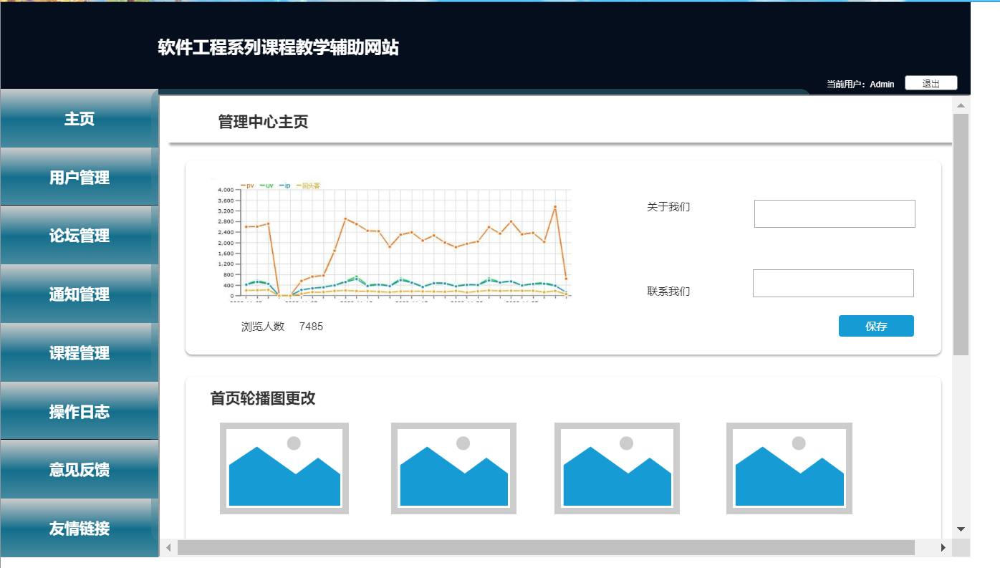 软件工程系列课程教学辅助网站
当前用户：Admin
退出
主页
用户管理
论坛管理
通知管理
课程管理
操作日志
意见反馈
友情链接
管理中心主页
pv uv ip 回头客
4,000
3,600
3,200
2,800
2,400
2,000
1,600
1,200
800
400
0
浏览人数 7485
关于我们
联系我们
保存
首页轮播图更改